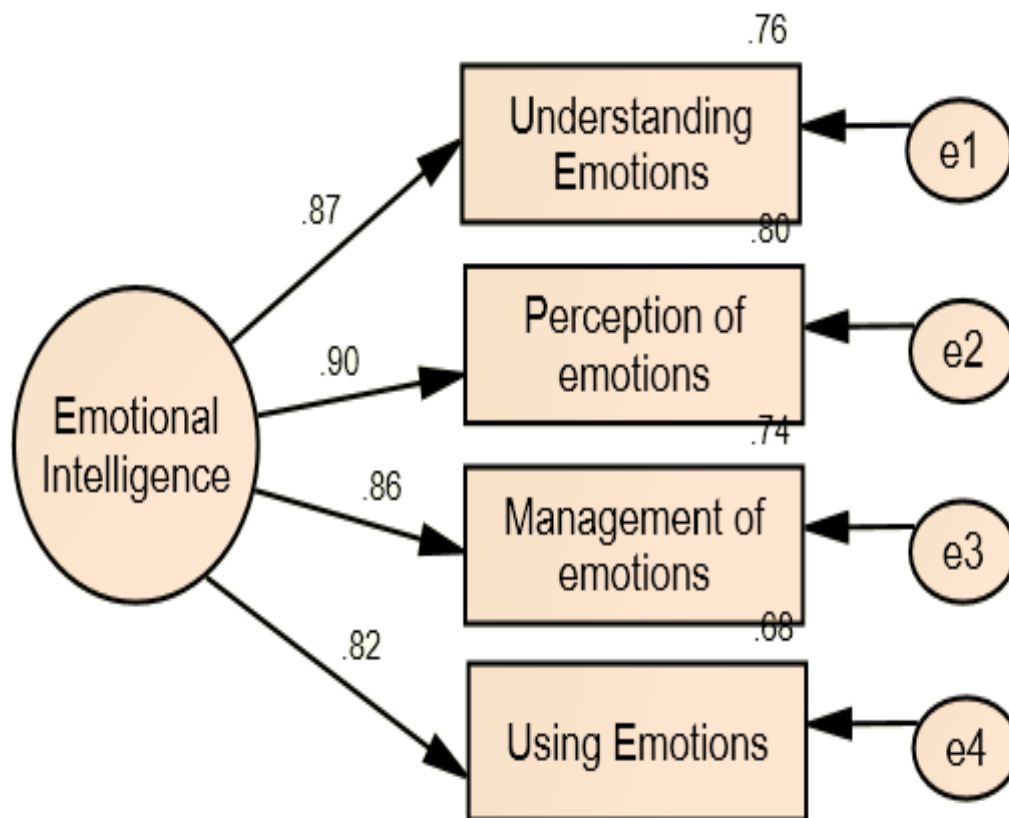 .76
Understanding
Emotions
e1
.87
.80
Perception of
emotions
e2
.90
Emotional
Intelligence
.74
.86
Management of
emotions
e3
.68
.82
Using Emotions
e4